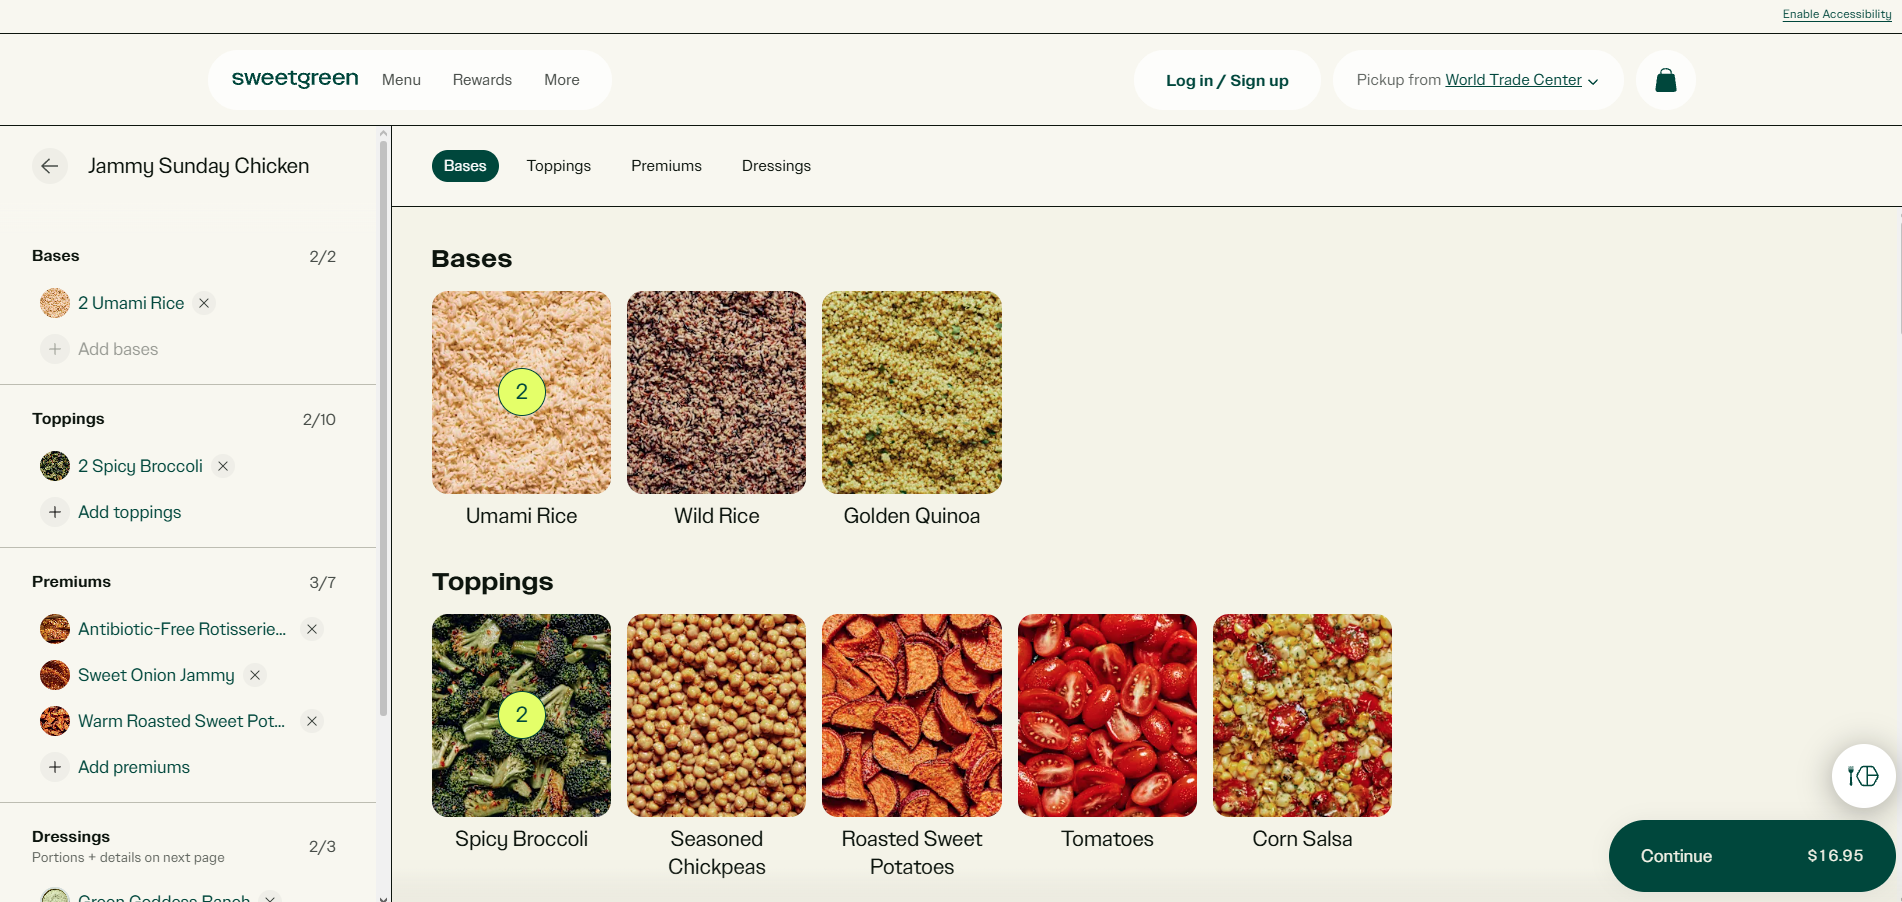 Enable Accessibility
sweetgreen Menu Rewards More
Log in / Sign up
Pickup from World Trade Center
Jammy Sunday Chicken
Bases 2/2
2 Umami Rice
Add bases
Toppings 2/10
2 Spicy Broccoli
Add toppings
Premiums 3/7
Antibiotic-Free Rotisserie...
Sweet Onion Jammy
Warm Roasted Sweet Pot...
Add premiums
Dressings 2/3
Portions + details on next page
Green Goddess Ranch
Bases Toppings Premiums Dressings
Bases
2
Umami Rice
Wild Rice
Golden Quinoa
Toppings
2
Spicy Broccoli
Seasoned
Chickpeas
Roasted Sweet
Potatoes
Tomatoes
Corn Salsa
Continue $16.95